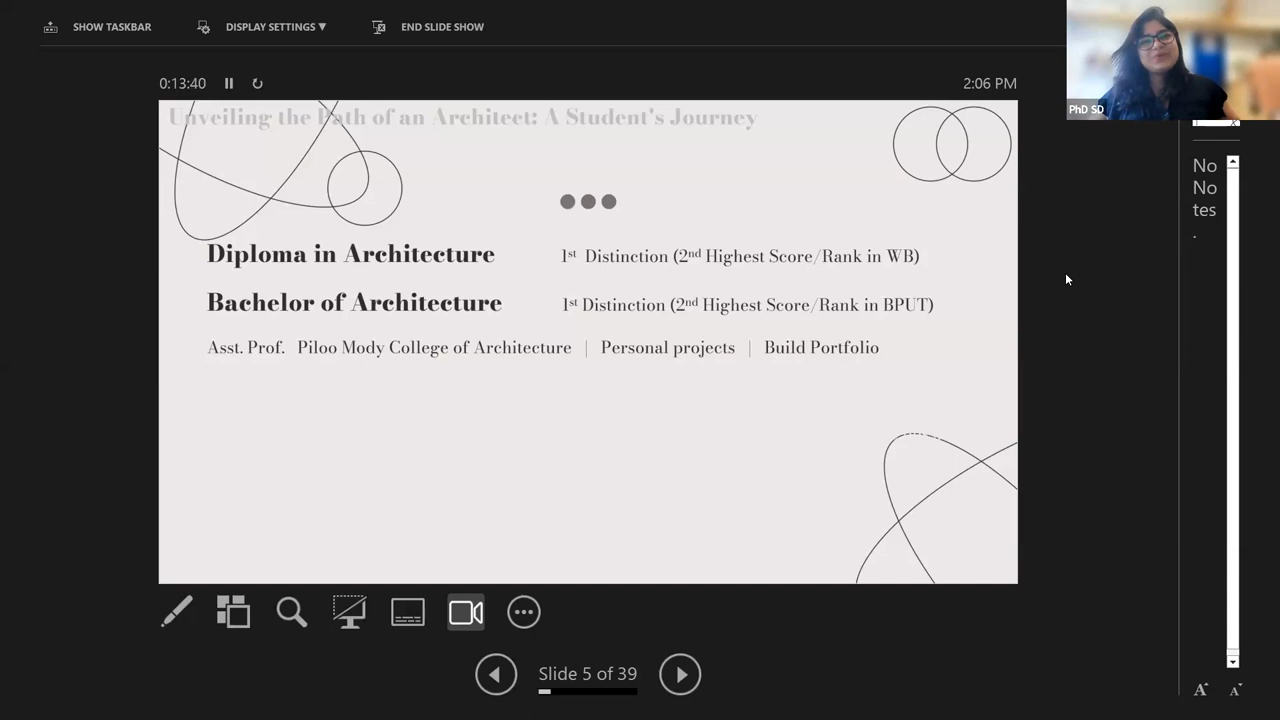 SHOW TASKBAR DISPLAY SETTINGS ▼ END SLIDE SHOW
PhD SD
0:13:40 2:06 PM
Unveiling the Path of an Architect: A Student's Journey
Diploma in Architecture 1st Distinction (2nd Highest Score/Rank in WB)
Bachelor of Architecture 1st Distinction (2nd Highest Score/Rank in BPUT)
Asst. Prof. Piloo Mody College of Architecture | Personal projects | Build Portfolio
No
No
tes
.
Slide 5 of 39
A A